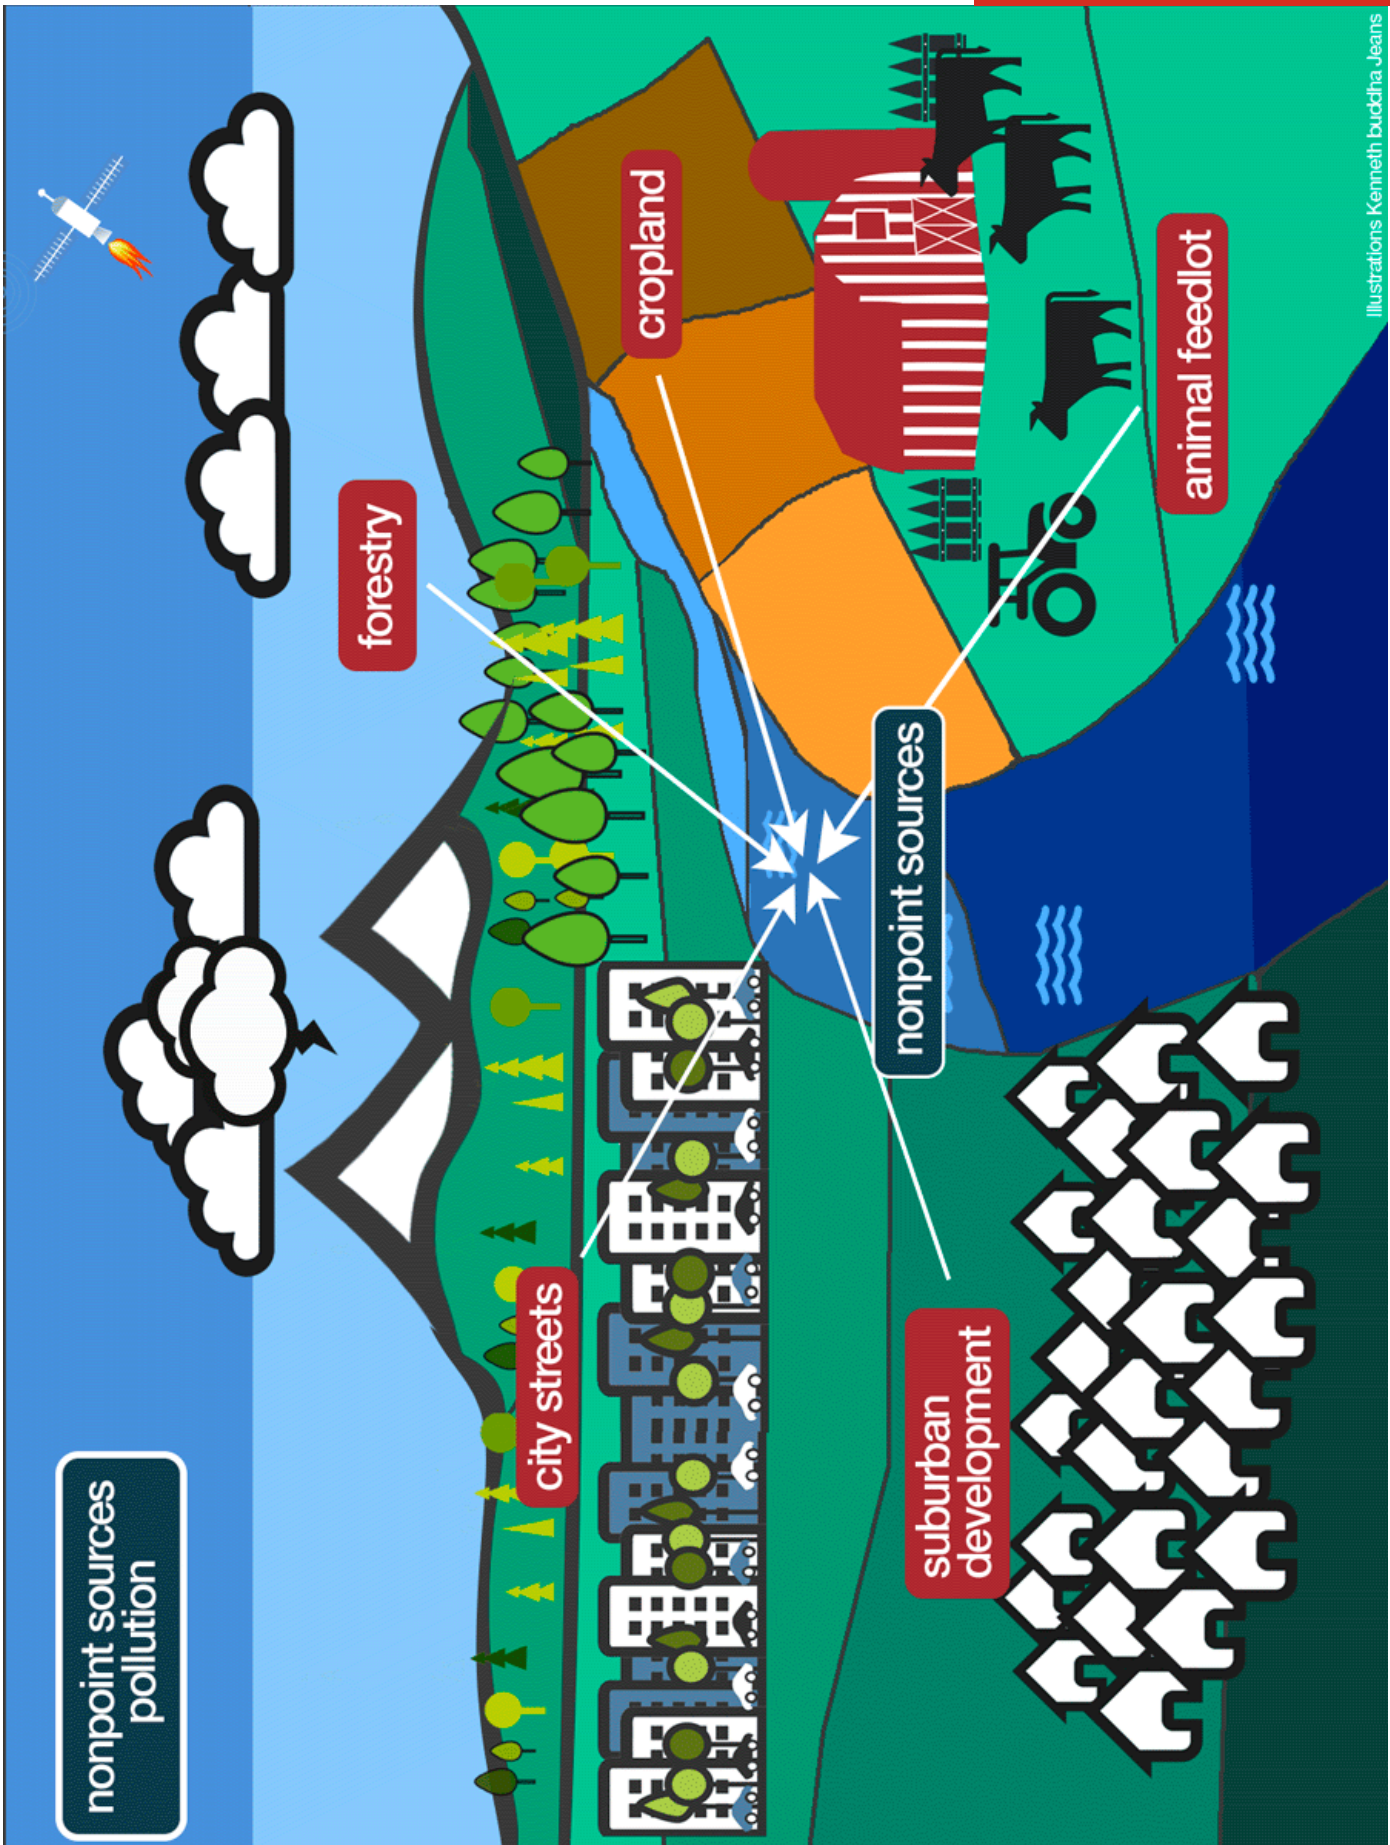 nonpoint sources
pollution
forestry
cropland
city streets
nonpoint sources
suburban
development
animal feedlot
Illustrations Kenneth buddha Jeans